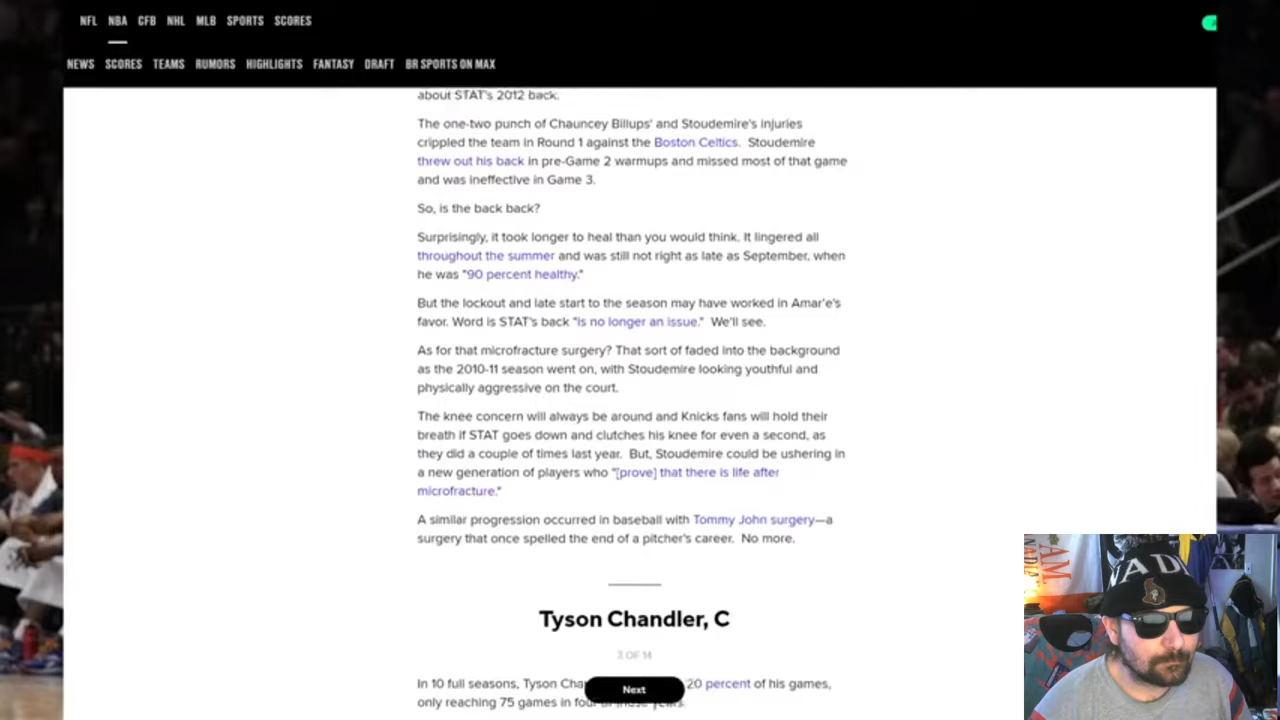 NFL NBA CFB NHL MLB SPORTS SCORES
NEWS SCORES TEAMS RUMORS HIGHLIGHTS FANTASY DRAFT BR SPORTS ON MAX
about STAT's 2012 back.
The one-two punch of Chauncey Billups' and Stoudemire's injuries
crippled the team in Round 1 against the Boston Celtics. Stoudemire
threw out his back in pre-Game 2 warmups and missed most of that game
and was ineffective in Game 3.
So, is the back back?
Surprisingly, it took longer to heal than you would think. It lingered all
throughout the summer and was still not right as late as September, when
he was "90 percent healthy."
But the lockout and late start to the season may have worked in Amar'e's
favor. Word is STAT's back "is no longer an issue." We'll see.
As for that microfracture surgery? That sort of faded into the background
as the 2010-11 season went on, with Stoudemire looking youthful and
physically aggressive on the court.
The knee concern will always be around and Knicks fans will hold their
breath if STAT goes down and clutches his knee for even a second, as
they did a couple of times last year. But, Stoudemire could be ushering in
a new generation of players who "[prove] that there is life after
microfracture."
A similar progression occurred in baseball with Tommy John surgery—a
surgery that once spelled the end of a pitcher's career. No more.
Tyson Chandler, C
3 OF 14
In 10 full seasons, Tyson Cha 20 percent of his games,
only reaching 75 games in four of those years.
Next
NADI
AM